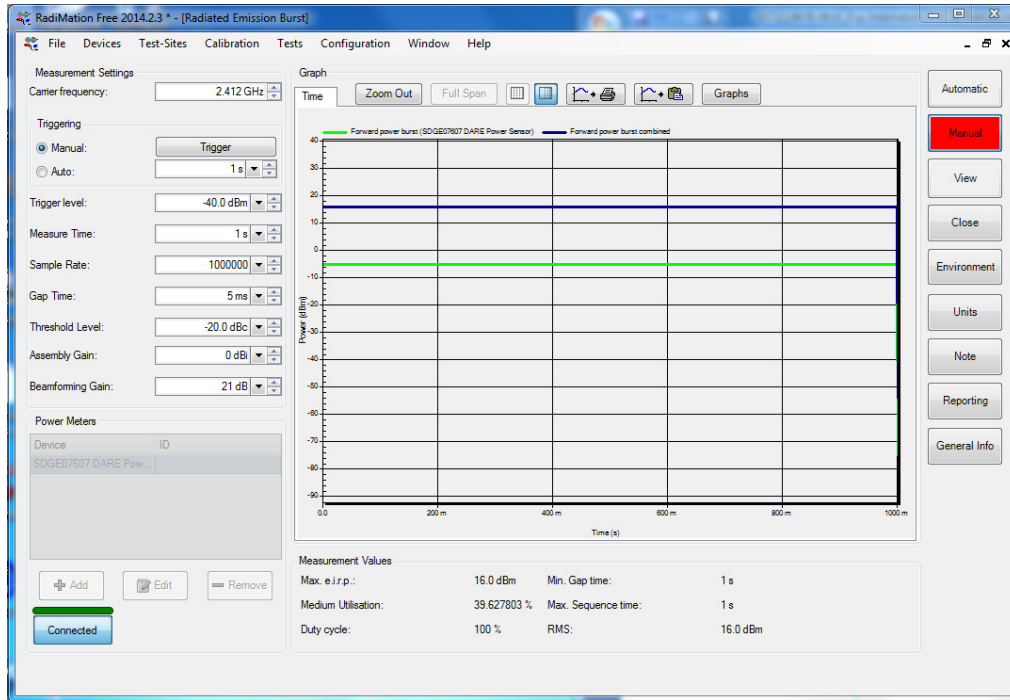 RadiMation Free 2014.2.3 * - [Radiated Emission Burst]
File Devices Test-Sites Calibration Tests Configuration Window Help
Measurement Settings
Carrier frequency: 2.412 GHz
Triggering
Manual: Trigger
Auto: 1 s
Trigger level: -40.0 dBm
Measure Time: 1 s
Sample Rate: 1000000
Gap Time: 5 ms
Threshold Level: -20.0 dBc
Assembly Gain: 0 dBi
Beamforming Gain: 21 dB
Power Meters
Device ID
SDGE07607 DARE Pow...
Add Edit Remove
Connected
Graph
Time Zoom Out Full Span Graphs
Forward power burst (SDGE07607 DARE Power Sensor) Forward power burst combined
Power (dBm)
40
30
20
10
0
-10
-20
-30
-40
-50
-60
-70
-80
-90
0.0 200 m 400 m 600 m 800 m 1000 m
Time (s)
Measurement Values
Max. e.i.r.p.: 16.0 dBm Min. Gap time: 1 s
Medium Utilisation: 39.627803 % Max. Sequence time: 1 s
Duty cycle: 100 % RMS: 16.0 dBm
Automatic
Manual
View
Close
Environment
Units
Note
Reporting
General Info